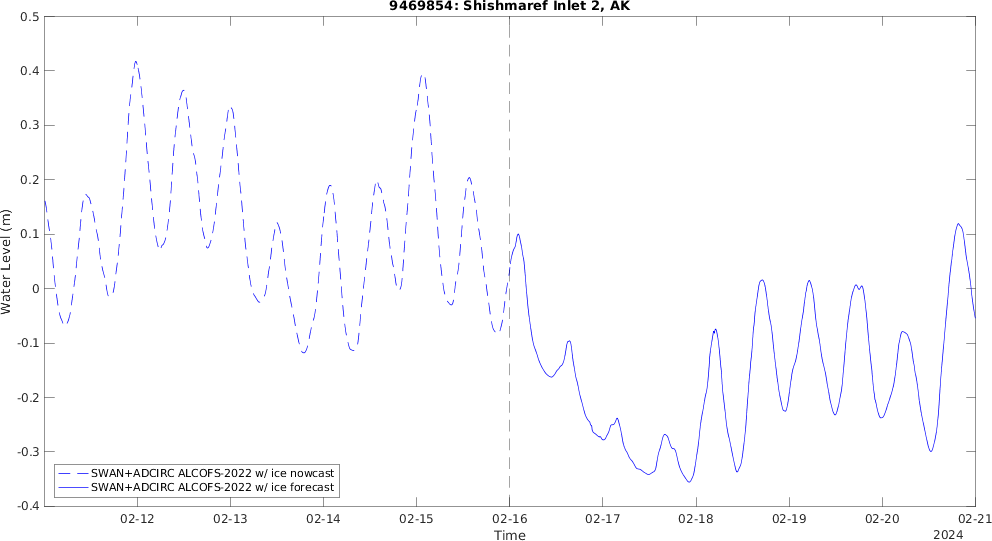 9469854: Shishmaref Inlet 2, AK
Water Level (m)
0.5
0.4
0.3
0.2
0.1
0
-0.1
-0.2
-0.3
-0.4
SWAN+ADCIRC ALCOFS-2022 w/ ice nowcast
SWAN+ADCIRC ALCOFS-2022 w/ ice forecast
02-12 02-13 02-14 02-15 02-16 02-17 02-18 02-19 02-20 02-21
Time
2024